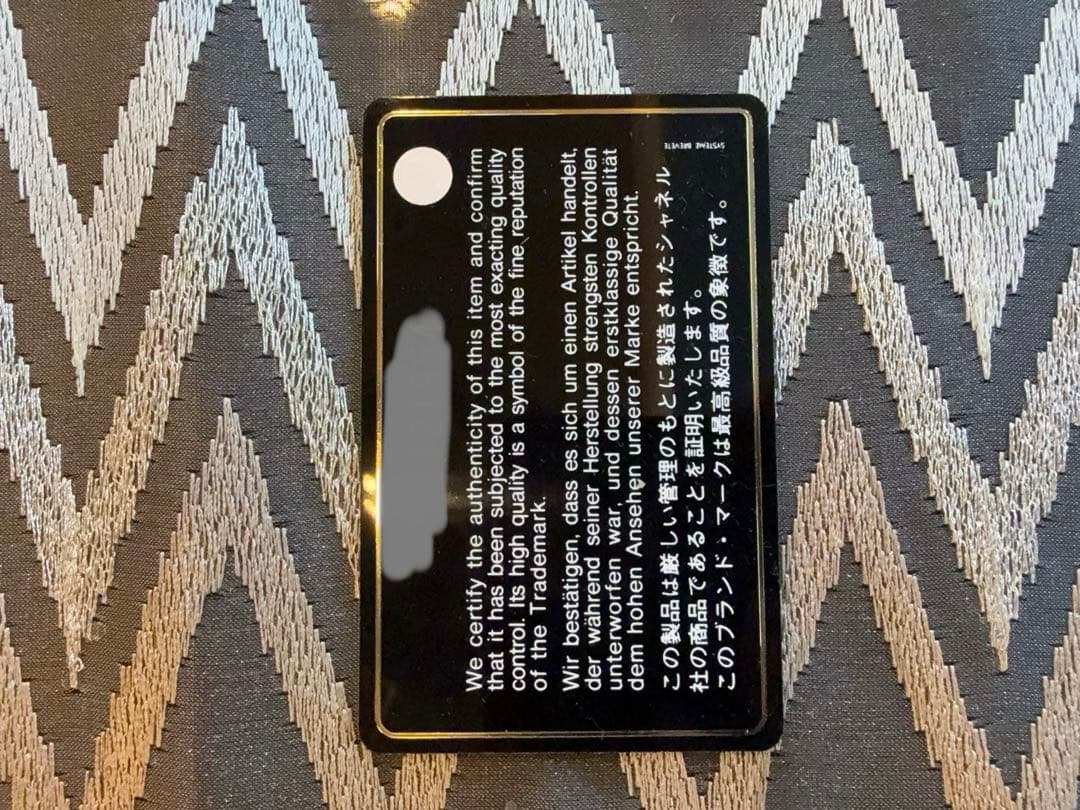 We certify the authenticity of this item and confirm
that it has been subjected to the most exacting quality
control. Its high quality is a symbol of the fine reputation
of the Trademark.
Wir bestätigen, dass es sich um einen Artikel handelt,
der während seiner Herstellung strengsten Kontrollen
unterworfen war, und dessen erstklassige Qualität
dem hohen Ansehen unserer Marke entspricht.
この製品は厳しい管理のもとに製造されたシャネル
社の商品であることを証明いたします。
このブランド・マークは最高級品質の象徴です。
SYSTEME BREVETE